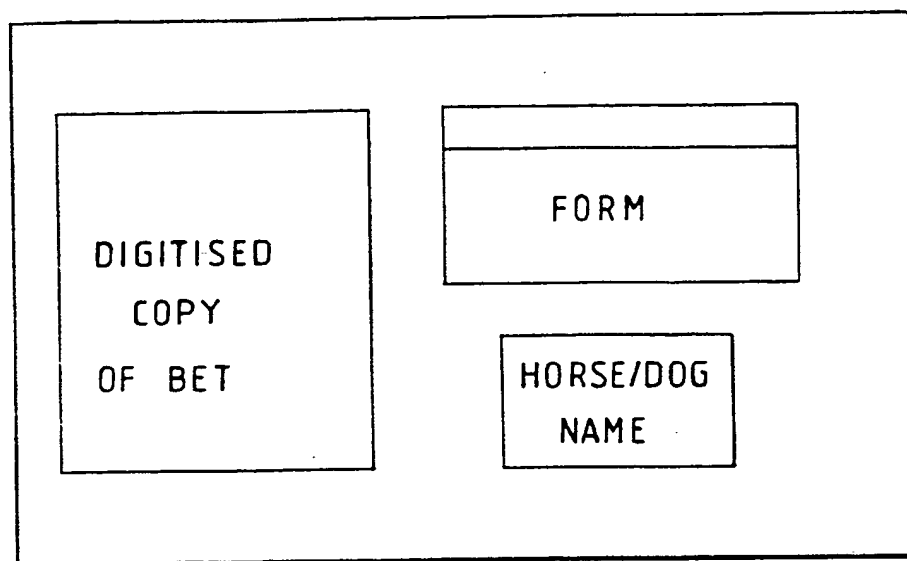 DIGITISED
COPY
OF BET
FORM
HORSE/DOG
NAME